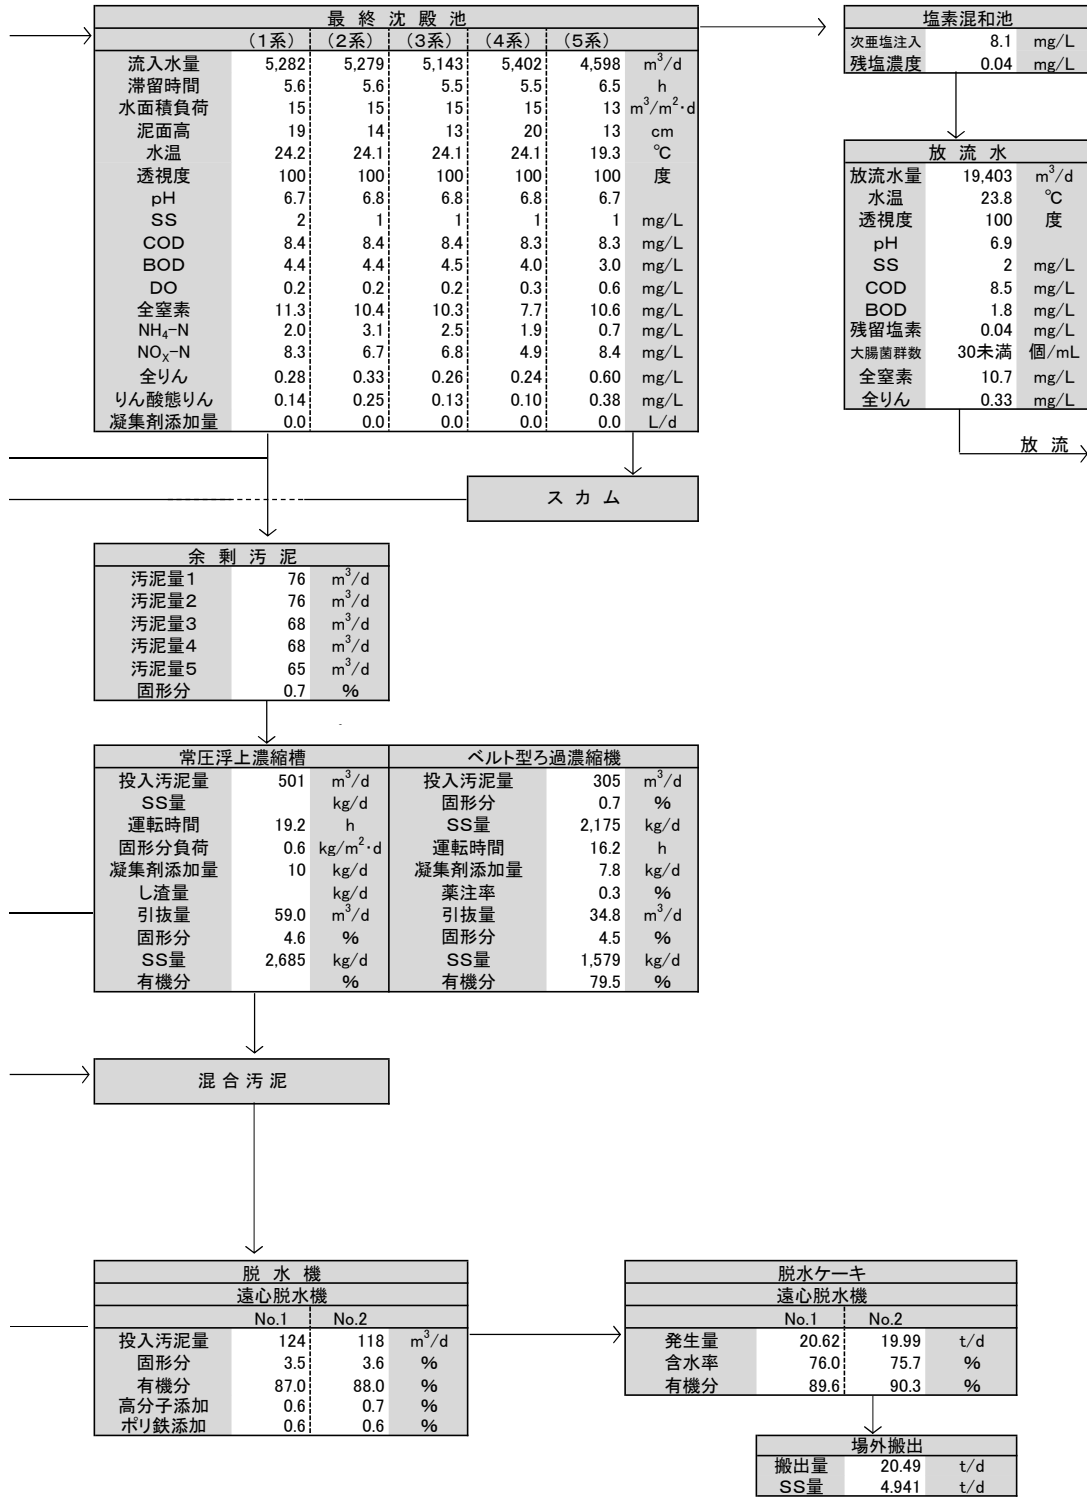 最終沈殿池
(1系) (2系) (3系) (4系) (5系)
流入水量 5,282 5,279 5,143 5,402 4,598 m³/d
滞留時間 5.6 5.6 5.5 5.5 6.5 h
水面積負荷 15 15 15 15 13 m³/m²・d
泥面高 19 14 13 20 13 cm
水温 24.2 24.1 24.1 24.1 19.3 ℃
透視度 100 100 100 100 100 度
pH 6.7 6.8 6.8 6.8 6.7
SS 2 1 1 1 1 mg/L
COD 8.4 8.4 8.4 8.3 8.3 mg/L
BOD 4.4 4.4 4.5 4.0 3.0 mg/L
DO 0.2 0.2 0.2 0.3 0.6 mg/L
全窒素 11.3 10.4 10.3 7.7 10.6 mg/L
NH₄-N 2.0 3.1 2.5 1.9 0.7 mg/L
NOₓ-N 8.3 6.7 6.8 4.9 8.4 mg/L
全りん 0.28 0.33 0.26 0.24 0.60 mg/L
りん酸態りん 0.14 0.25 0.13 0.10 0.38 mg/L
凝集剤添加量 0.0 0.0 0.0 0.0 0.0 L/d
塩素混和池
次亜塩注入 8.1 mg/L
残塩濃度 0.04 mg/L
放流水
放流水量 19,403 m³/d
水温 23.8 ℃
透視度 100 度
pH 6.9
SS 2 mg/L
COD 8.5 mg/L
BOD 1.8 mg/L
残留塩素 0.04 mg/L
大腸菌群数 30未満 個/mL
全窒素 10.7 mg/L
全りん 0.33 mg/L
放流
スカム
余剰汚泥
汚泥量1 76 m³/d
汚泥量2 76 m³/d
汚泥量3 68 m³/d
汚泥量4 68 m³/d
汚泥量5 65 m³/d
固形分 0.7 %
常圧浮上濃縮槽
投入汚泥量 501 m³/d
SS量 kg/d
運転時間 19.2 h
固形分負荷 0.6 kg/m²・d
凝集剤添加量 10 kg/d
し渣量 kg/d
引抜量 59.0 m³/d
固形分 4.6 %
SS量 2,685 kg/d
有機分 %
ベルト型ろ過濃縮機
投入汚泥量 305 m³/d
固形分 0.7 %
SS量 2,175 kg/d
運転時間 16.2 h
凝集剤添加量 7.8 kg/d
薬注率 0.3 %
引抜量 34.8 m³/d
固形分 4.5 %
SS量 1,579 kg/d
有機分 79.5 %
混合汚泥
脱水機
遠心脱水機
No.1 No.2
投入汚泥量 124 118 m³/d
固形分 3.5 3.6 %
有機分 87.0 88.0 %
高分子添加 0.6 0.7 %
ポリ鉄添加 0.6 0.6 %
脱水ケーキ
遠心脱水機
No.1 No.2
発生量 20.62 19.99 t/d
含水率 76.0 75.7 %
有機分 89.6 90.3 %
場外搬出
搬出量 20.49 t/d
SS量 4.941 t/d